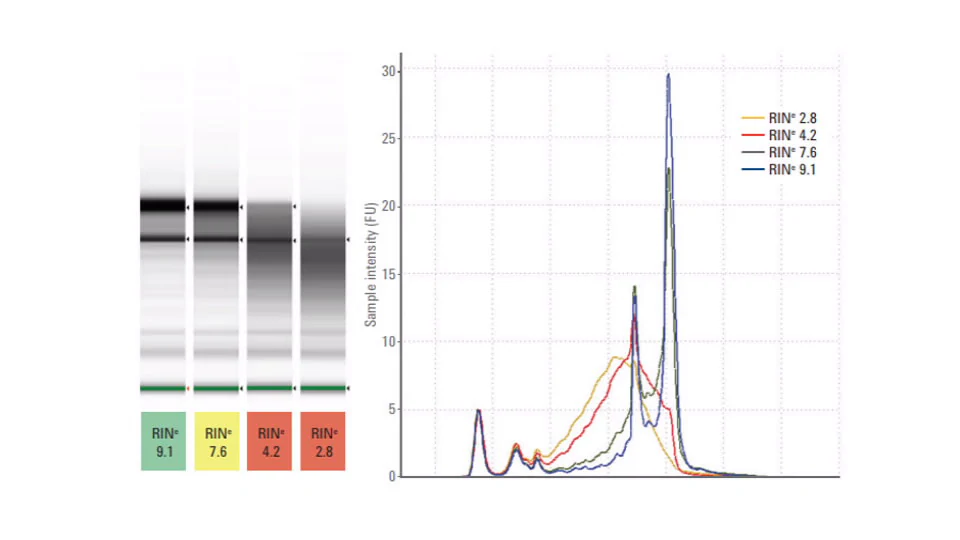 30
25
20
15
10
5
0
Sample intensity (FU)
RINᵉ 2.8
RINᵉ 4.2
RINᵉ 7.6
RINᵉ 9.1
RINᵉ
9.1
RINᵉ
7.6
RINᵉ
4.2
RINᵉ
2.8